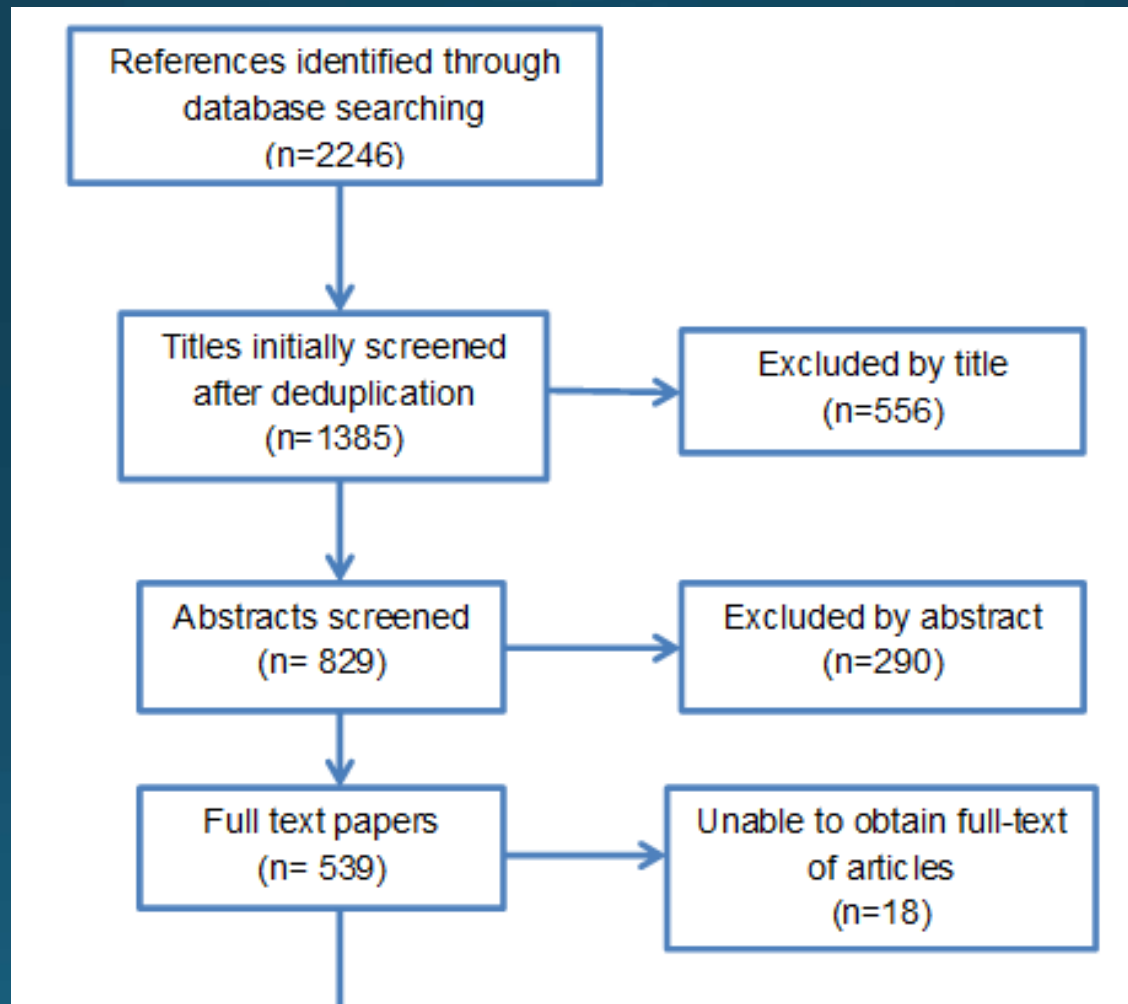 References identified through
database searching
(n=2246)
Titles initially screened
after deduplication
(n=1385)
Excluded by title
(n=556)
Abstracts screened
(n= 829)
Excluded by abstract
(n=290)
Full text papers
(n= 539)
Unable to obtain full-text
of articles
(n=18)